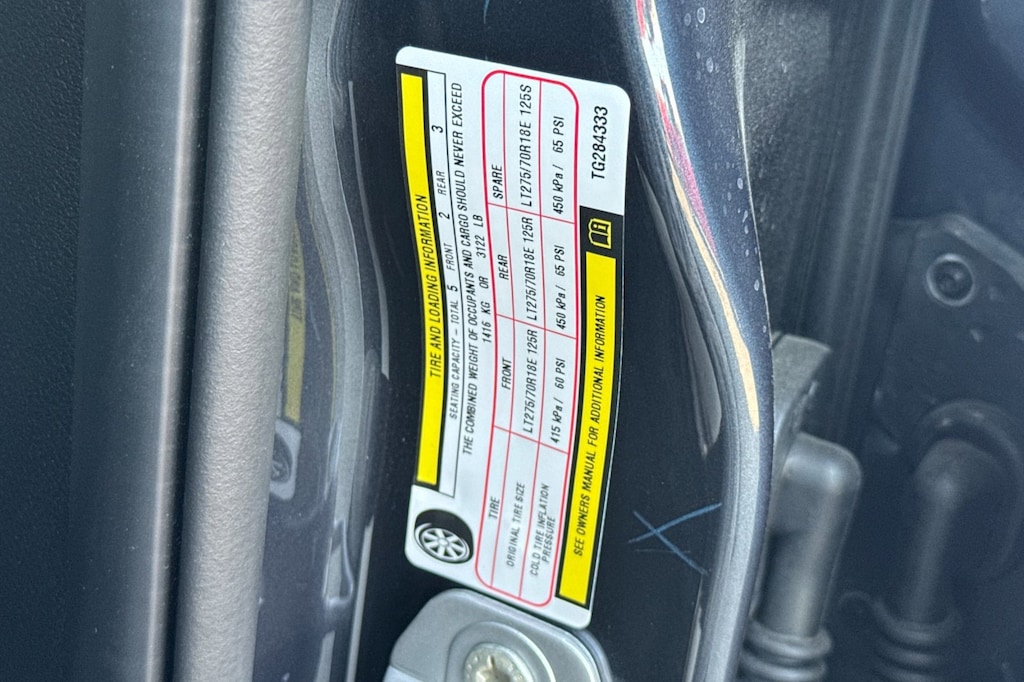 TIRE AND LOADING INFORMATION
SEATING CAPACITY - TOTAL 5 FRONT 2 REAR 3
THE COMBINED WEIGHT OF OCCUPANTS AND CARGO SHOULD NEVER EXCEED
1416 KG OR 3122 LB
TIRE FRONT REAR SPARE
ORIGINAL TIRE SIZE LT275/70R18E 125R LT275/70R18E 125R LT275/70R18E 125S
COLD TIRE INFLATION
PRESSURE 415 kPa / 60 PSI 450 kPa / 65 PSI 450 kPa / 65 PSI
SEE OWNERS MANUAL FOR ADDITIONAL INFORMATION
TG284333